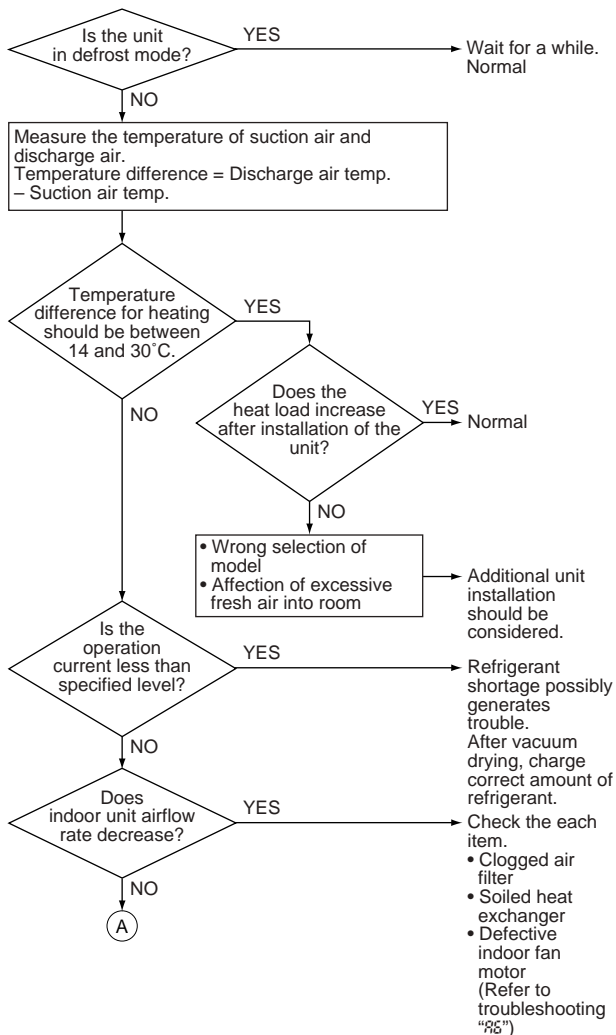 Is the unit
in defrost mode?
YES
Wait for a while.
Normal
NO
Measure the temperature of suction air and
discharge air.
Temperature difference = Discharge air temp.
– Suction air temp.
Temperature
difference for heating
should be between
14 and 30˚C.
YES
NO
Does the
heat load increase
after installation of the
unit?
YES
Normal
NO
• Wrong selection of
model
• Affection of excessive
fresh air into room
Additional unit
installation
should be
considered.
Is the
operation
current less than
specified level?
YES
Refrigerant
shortage possibly
generates
trouble.
After vacuum
drying, charge
correct amount of
refrigerant.
NO
Does
indoor unit airflow
rate decrease?
YES
Check the each
item.
• Clogged air
filter
• Soiled heat
exchanger
• Defective
indoor fan
motor
(Refer to
troubleshooting
“A6”)
NO
A